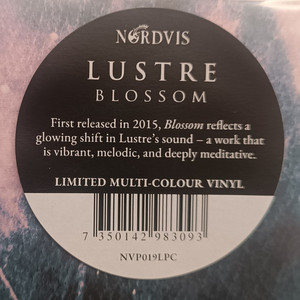 NORDVIS
LUSTRE
BLOSSOM
First released in 2015, Blossom reflects a
glowing shift in Lustre's sound – a work that
is vibrant, melodic, and deeply meditative.
LIMITED MULTI-COLOUR VINYL
7 350142 983093
NVP019LPC